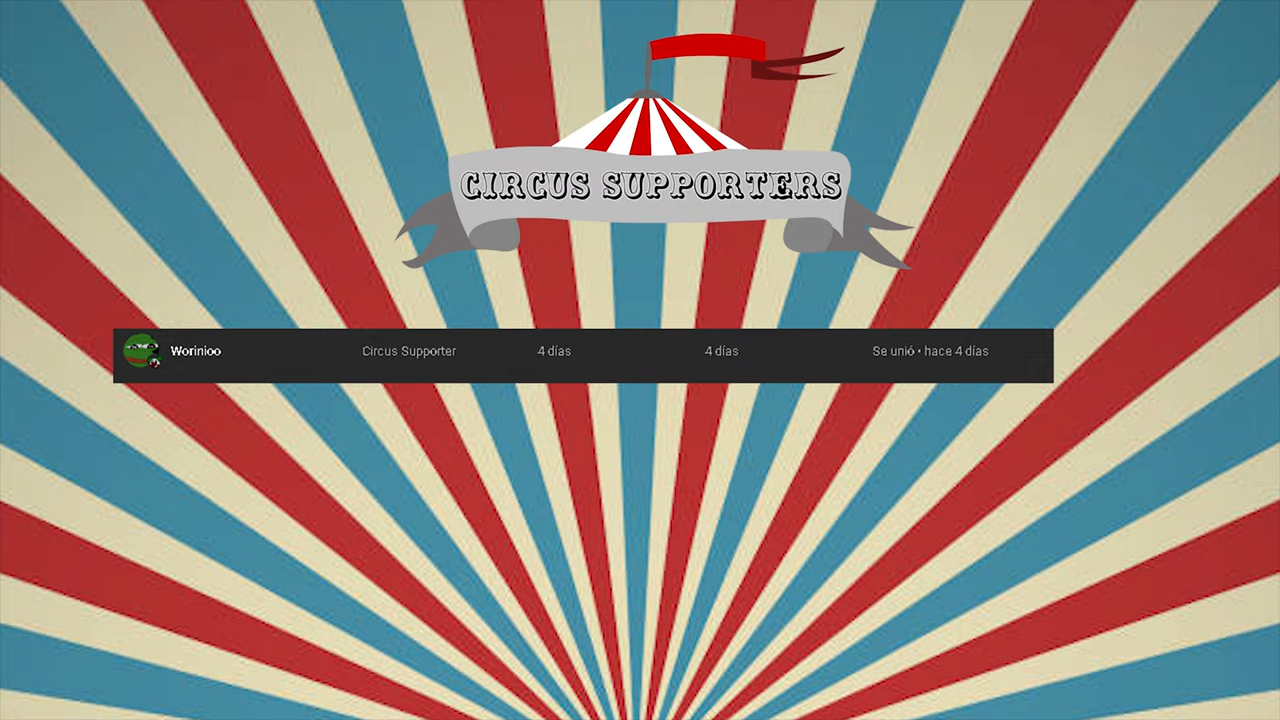 CIRCUS SUPPORTERS
Worinioo Circus Supporter 4 días 4 días Se unió • hace 4 días